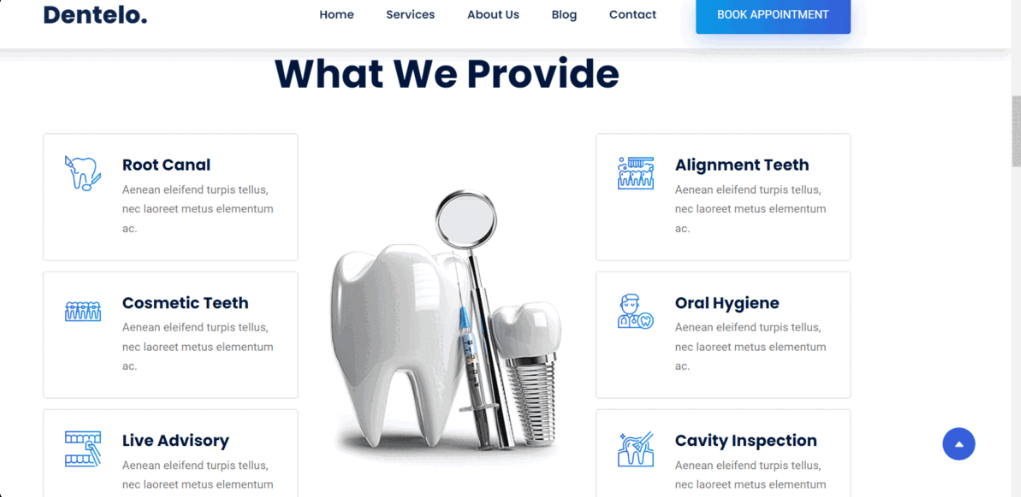 Dentelo.
Home Services About Us Blog Contact BOOK APPOINTMENT
What We Provide
Root Canal
Aenean eleifend turpis tellus,
nec laoreet metus elementum
ac.
Alignment Teeth
Aenean eleifend turpis tellus,
nec laoreet metus elementum
ac.
Cosmetic Teeth
Aenean eleifend turpis tellus,
nec laoreet metus elementum
ac.
Oral Hygiene
Aenean eleifend turpis tellus,
nec laoreet metus elementum
ac.
Live Advisory
Aenean eleifend turpis tellus,
nec laoreet metus elementum
Cavity Inspection
Aenean eleifend turpis tellus,
nec laoreet metus elementum